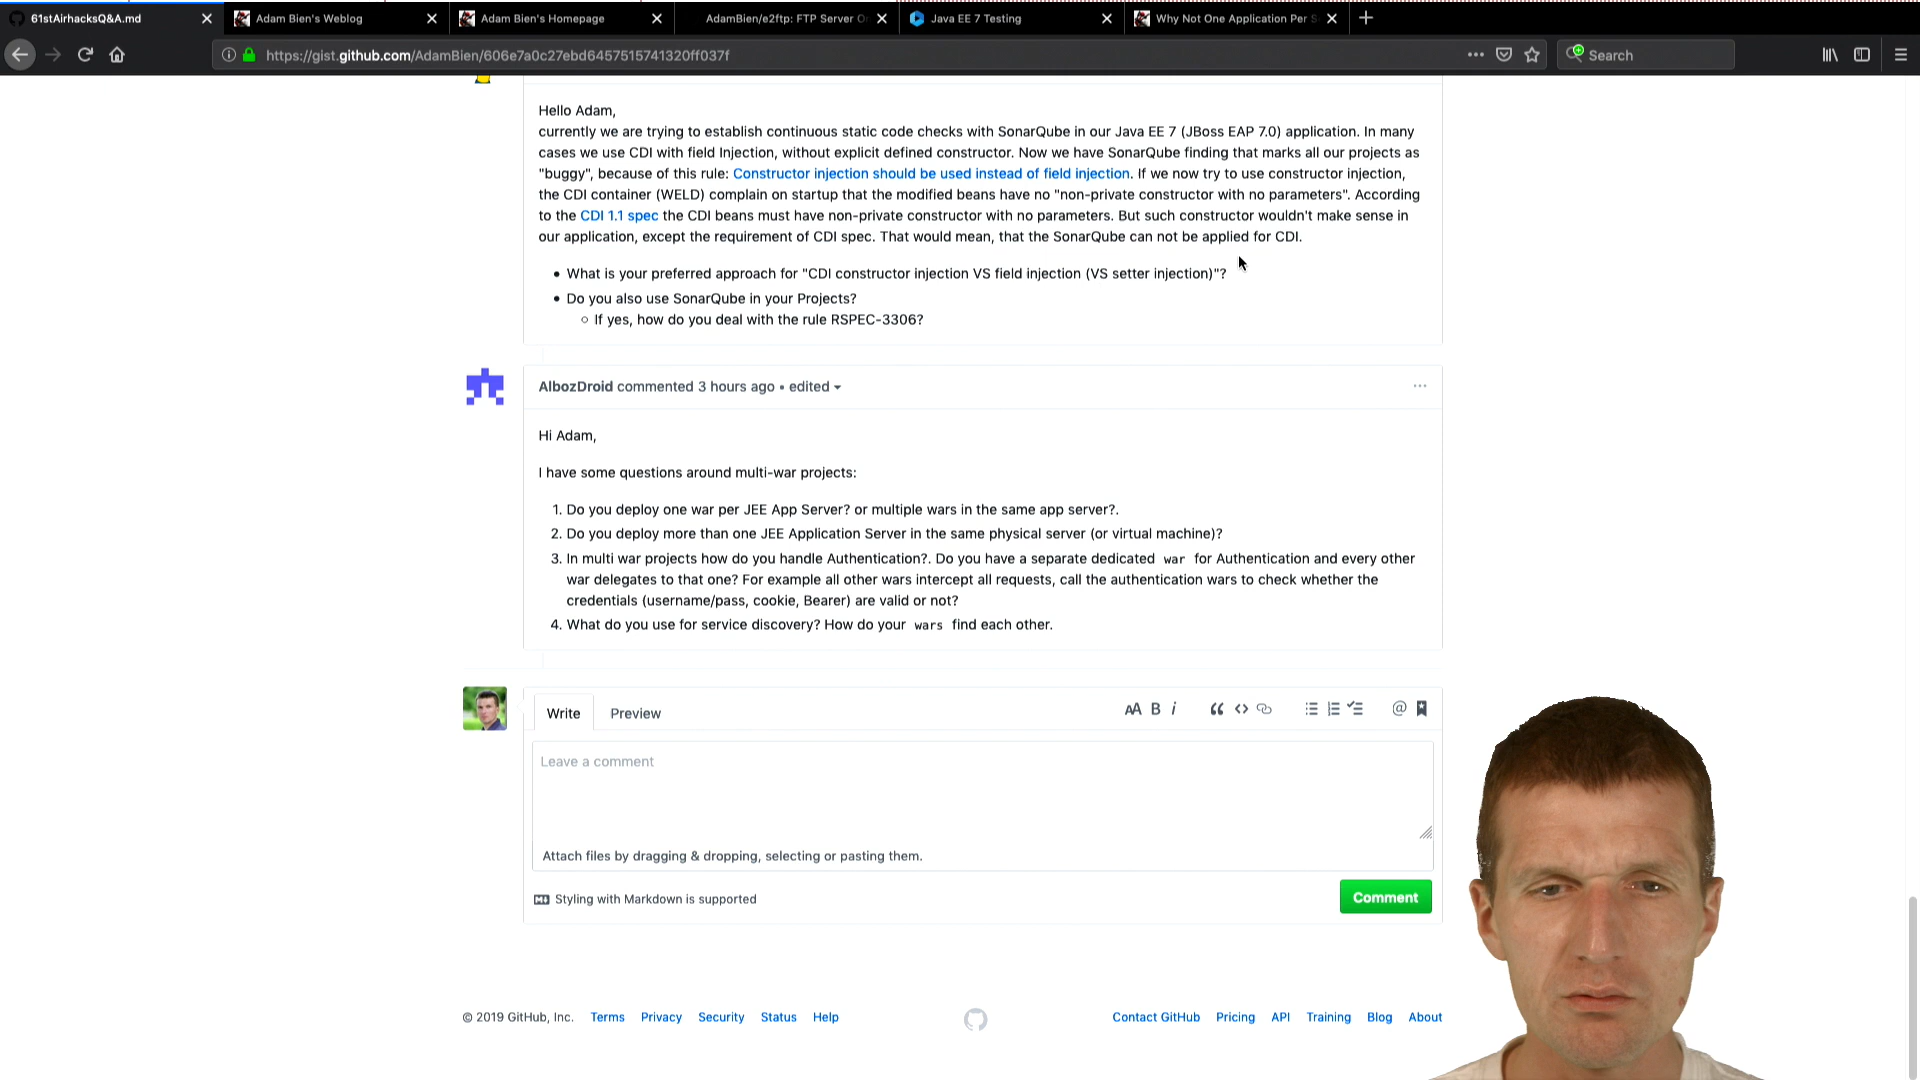 61stAirhacksQ&A.md
Adam Bien's Weblog
Adam Bien's Homepage
AdamBien/e2ftp: FTP Server O
Java EE 7 Testing
Why Not One Application Per S
https://gist.github.com/AdamBien/606e7a0c27ebd6457515741320ff037f
Search
Hello Adam,
currently we are trying to establish continuous static code checks with SonarQube in our Java EE 7 (JBoss EAP 7.0) application. In many
cases we use CDI with field Injection, without explicit defined constructor. Now we have SonarQube finding that marks all our projects as
"buggy", because of this rule: Constructor injection should be used instead of field injection. If we now try to use constructor injection,
the CDI container (WELD) complain on startup that the modified beans have no "non-private constructor with no parameters". According
to the CDI 1.1 spec the CDI beans must have non-private constructor with no parameters. But such constructor wouldn't make sense in
our application, except the requirement of CDI spec. That would mean, that the SonarQube can not be applied for CDI.
• What is your preferred approach for "CDI constructor injection VS field injection (VS setter injection)"?
• Do you also use SonarQube in your Projects?
○ If yes, how do you deal with the rule RSPEC-3306?
AlbozDroid commented 3 hours ago • edited
Hi Adam,
I have some questions around multi-war projects:
1. Do you deploy one war per JEE App Server? or multiple wars in the same app server?.
2. Do you deploy more than one JEE Application Server in the same physical server (or virtual machine)?
3. In multi war projects how do you handle Authentication?. Do you have a separate dedicated war for Authentication and every other
war delegates to that one? For example all other wars intercept all requests, call the authentication wars to check whether the
credentials (username/pass, cookie, Bearer) are valid or not?
4. What do you use for service discovery? How do your wars find each other.
Write
Preview
AA B i
Leave a comment
Attach files by dragging & dropping, selecting or pasting them.
Styling with Markdown is supported
Comment
© 2019 GitHub, Inc. Terms Privacy Security Status Help
Contact GitHub Pricing API Training Blog About